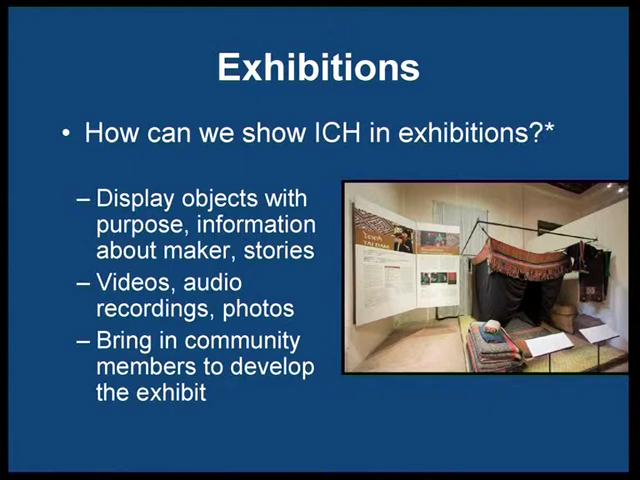 Exhibitions
• How can we show ICH in exhibitions?*
– Display objects with
purpose, information
about maker, stories
– Videos, audio
recordings, photos
– Bring in community
members to develop
the exhibit